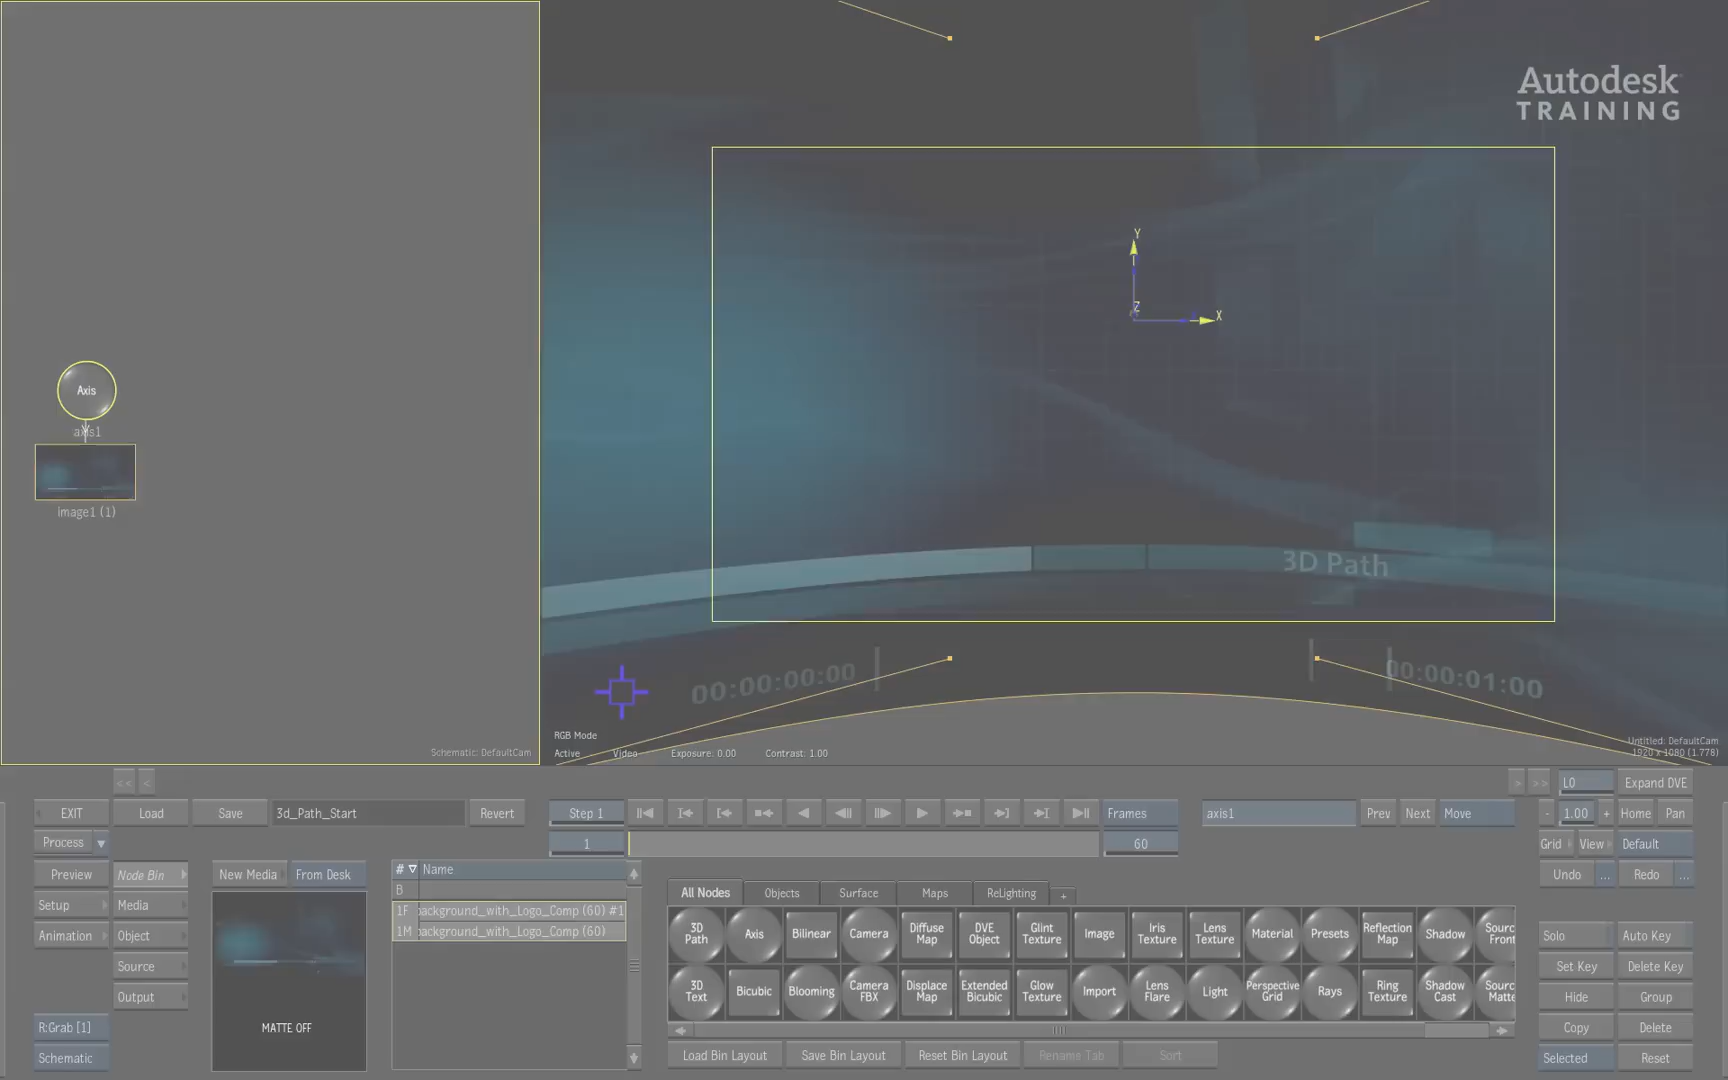 Autodesk
TRAINING
Y
Z
X
Axis
axis1
image1 (1)
3D Path
00:00:00:00
00:00:01:00
RGB Mode
Active Video Exposure: 0.00 Contrast: 1.00
Schematic: DefaultCam
Untitled: DefaultCam
1920 x 1080 (1.778)
<< <
> >> LO Expand DVE
EXIT Load Save 3d_Path_Start Revert Step 1 Frames axis1 Prev Next Move - 1.00 + Home Pan
Process 1 60 Grid View Default
Preview Node Bin New Media From Desk # Name Undo ... Redo ...
B
All Nodes Objects Surface Maps ReLighting +
Setup Media 1F background_with_Logo_Comp (60) #1
1M background_with_Logo_Comp (60)
Animation Object Solo Auto Key
3D Path Axis Bilinear Camera Diffuse Map DVE Object Glint Texture Image Iris Texture Lens Texture Material Presets Reflection Map Shadow Sourc Front
Source Set Key Delete Key
3D Text Bicubic Blooming Camera FBX Displace Map Extended Bicubic Glow Texture Import Lens Flare Light Perspective Grid Rays Ring Texture Shadow Cast Sourc Matte
Output Hide Group
R:Grab [1] MATTE OFF Copy Delete
Schematic Load Bin Layout Save Bin Layout Reset Bin Layout Rename Tab Sort Selected Reset